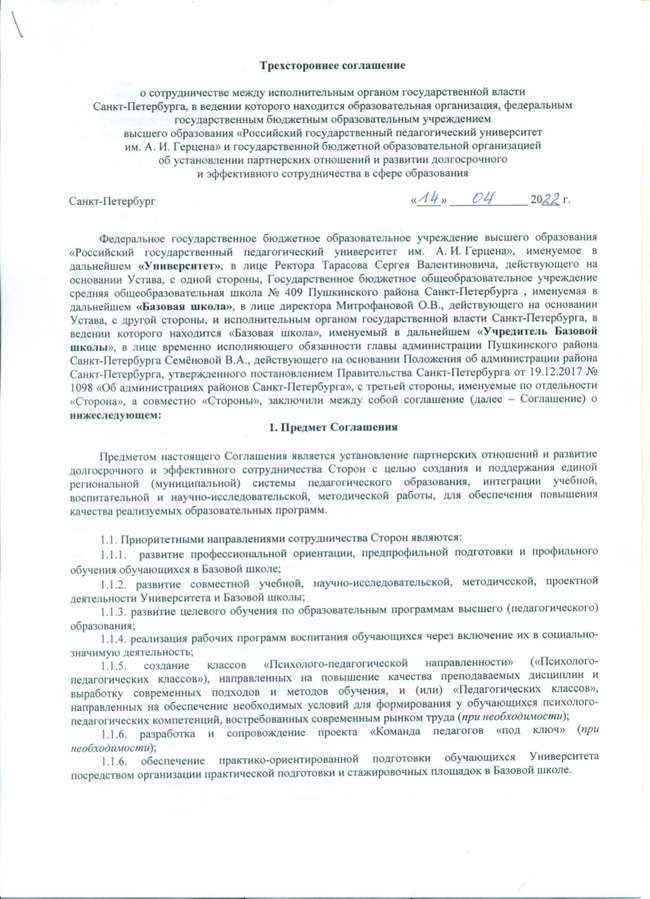 Трехстороннее соглашение
о сотрудничестве между исполнительным органом государственной власти
Санкт-Петербурга, в ведении которого находится образовательная организация, федеральным
государственным бюджетным образовательным учреждением
высшего образования «Российский государственный педагогический университет
им. А. И. Герцена» и государственной бюджетной образовательной организацией
об установлении партнерских отношений и развитии долгосрочного
и эффективного сотрудничества в сфере образования
Санкт-Петербург «14» 04 2022 г.
Федеральное государственное бюджетное образовательное учреждение высшего образования
«Российский государственный педагогический университет им. А. И. Герцена», именуемое в
дальнейшем «Университет», в лице Ректора Тарасова Сергея Валентиновича, действующего на
основании Устава, с одной стороны, Государственное бюджетное общеобразовательное учреждение
средняя общеобразовательная школа № 409 Пушкинского района Санкт-Петербурга , именуемая в
дальнейшем «Базовая школа», в лице директора Митрофановой О.В., действующего на основании
Устава, с другой стороны, и исполнительным органом государственной власти Санкт-Петербурга, в
ведении которого находится «Базовая школа», именуемый в дальнейшем «Учредитель Базовой
школы», в лице временно исполняющего обязанности главы администрации Пушкинского района
Санкт-Петербурга Семёновой В.А., действующего на основании Положения об администрации района
Санкт-Петербурга, утвержденного постановлением Правительства Санкт-Петербурга от 19.12.2017 №
1098 «Об администрациях районов Санкт-Петербурга», с третьей стороны, именуемые по отдельности
«Сторона», а совместно «Стороны», заключили между собой соглашение (далее – Соглашение) о
нижеследующем:
1. Предмет Соглашения
Предметом настоящего Соглашения является установление партнерских отношений и развитие
долгосрочного и эффективного сотрудничества Сторон с целью создания и поддержания единой
региональной (муниципальной) системы педагогического образования, интеграции учебной,
воспитательной и научно-исследовательской, методической работы, для обеспечения повышения
качества реализуемых образовательных программ.
1.1. Приоритетными направлениями сотрудничества Сторон являются:
1.1.1. развитие профессиональной ориентации, предпрофильной подготовки и профильного
обучения обучающихся в Базовой школе;
1.1.2. развитие совместной учебной, научно-исследовательской, методической, проектной
деятельности Университета и Базовой школы;
1.1.3. развитие целевого обучения по образовательным программам высшего (педагогического)
образования;
1.1.4. реализация рабочих программ воспитания обучающихся через включение их в социально-
значимую деятельность;
1.1.5. создание классов «Психолого-педагогической направленности» («Психолого-
педагогических классов»), направленных на повышение качества преподаваемых дисциплин и
выработку современных подходов и методов обучения, и (или) «Педагогических классов»,
направленных на обеспечение необходимых условий для формирования у обучающихся психолого-
педагогических компетенций, востребованных современным рынком труда (при необходимости);
1.1.6. разработка и сопровождение проекта «Команда педагогов «под ключ» (при
необходимости);
1.1.6. обеспечение практико-ориентированной подготовки обучающихся Университета
посредством организации практической подготовки и стажировочных площадок в Базовой школе.